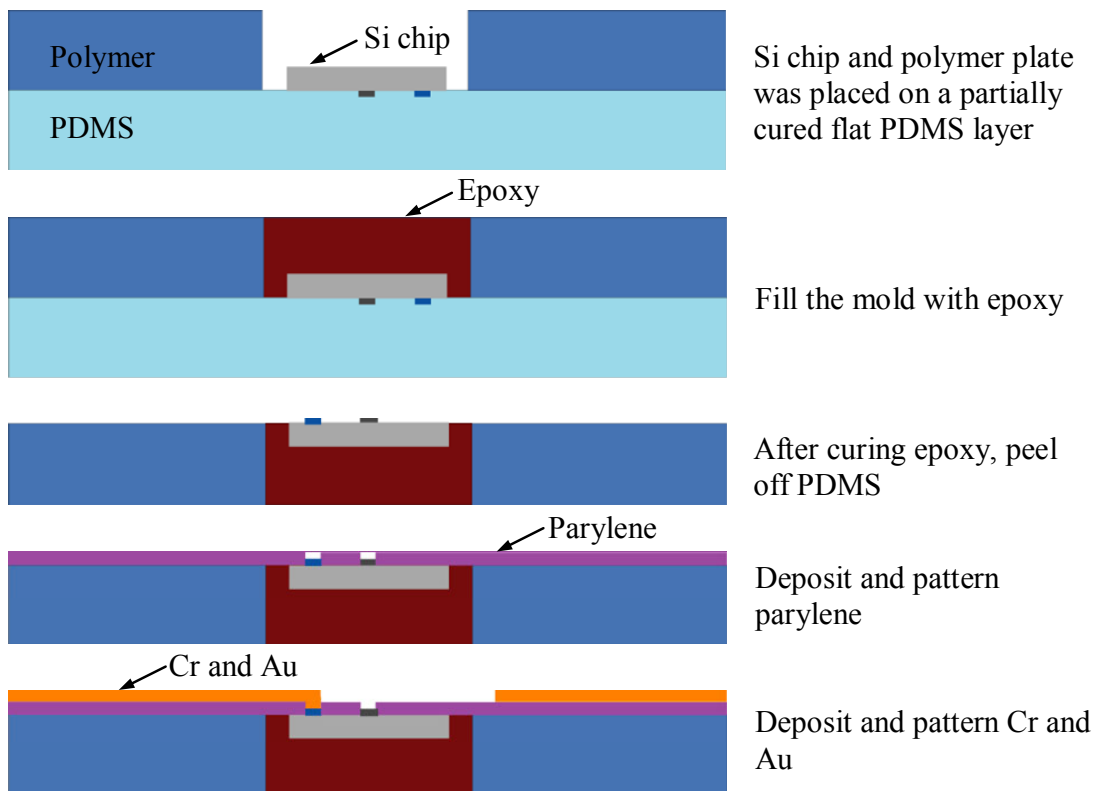 Polymer
Si chip
PDMS
Si chip and polymer plate
was placed on a partially
cured flat PDMS layer
Epoxy
Fill the mold with epoxy
After curing epoxy, peel
off PDMS
Parylene
Deposit and pattern
parylene
Cr and Au
Deposit and pattern Cr and
Au